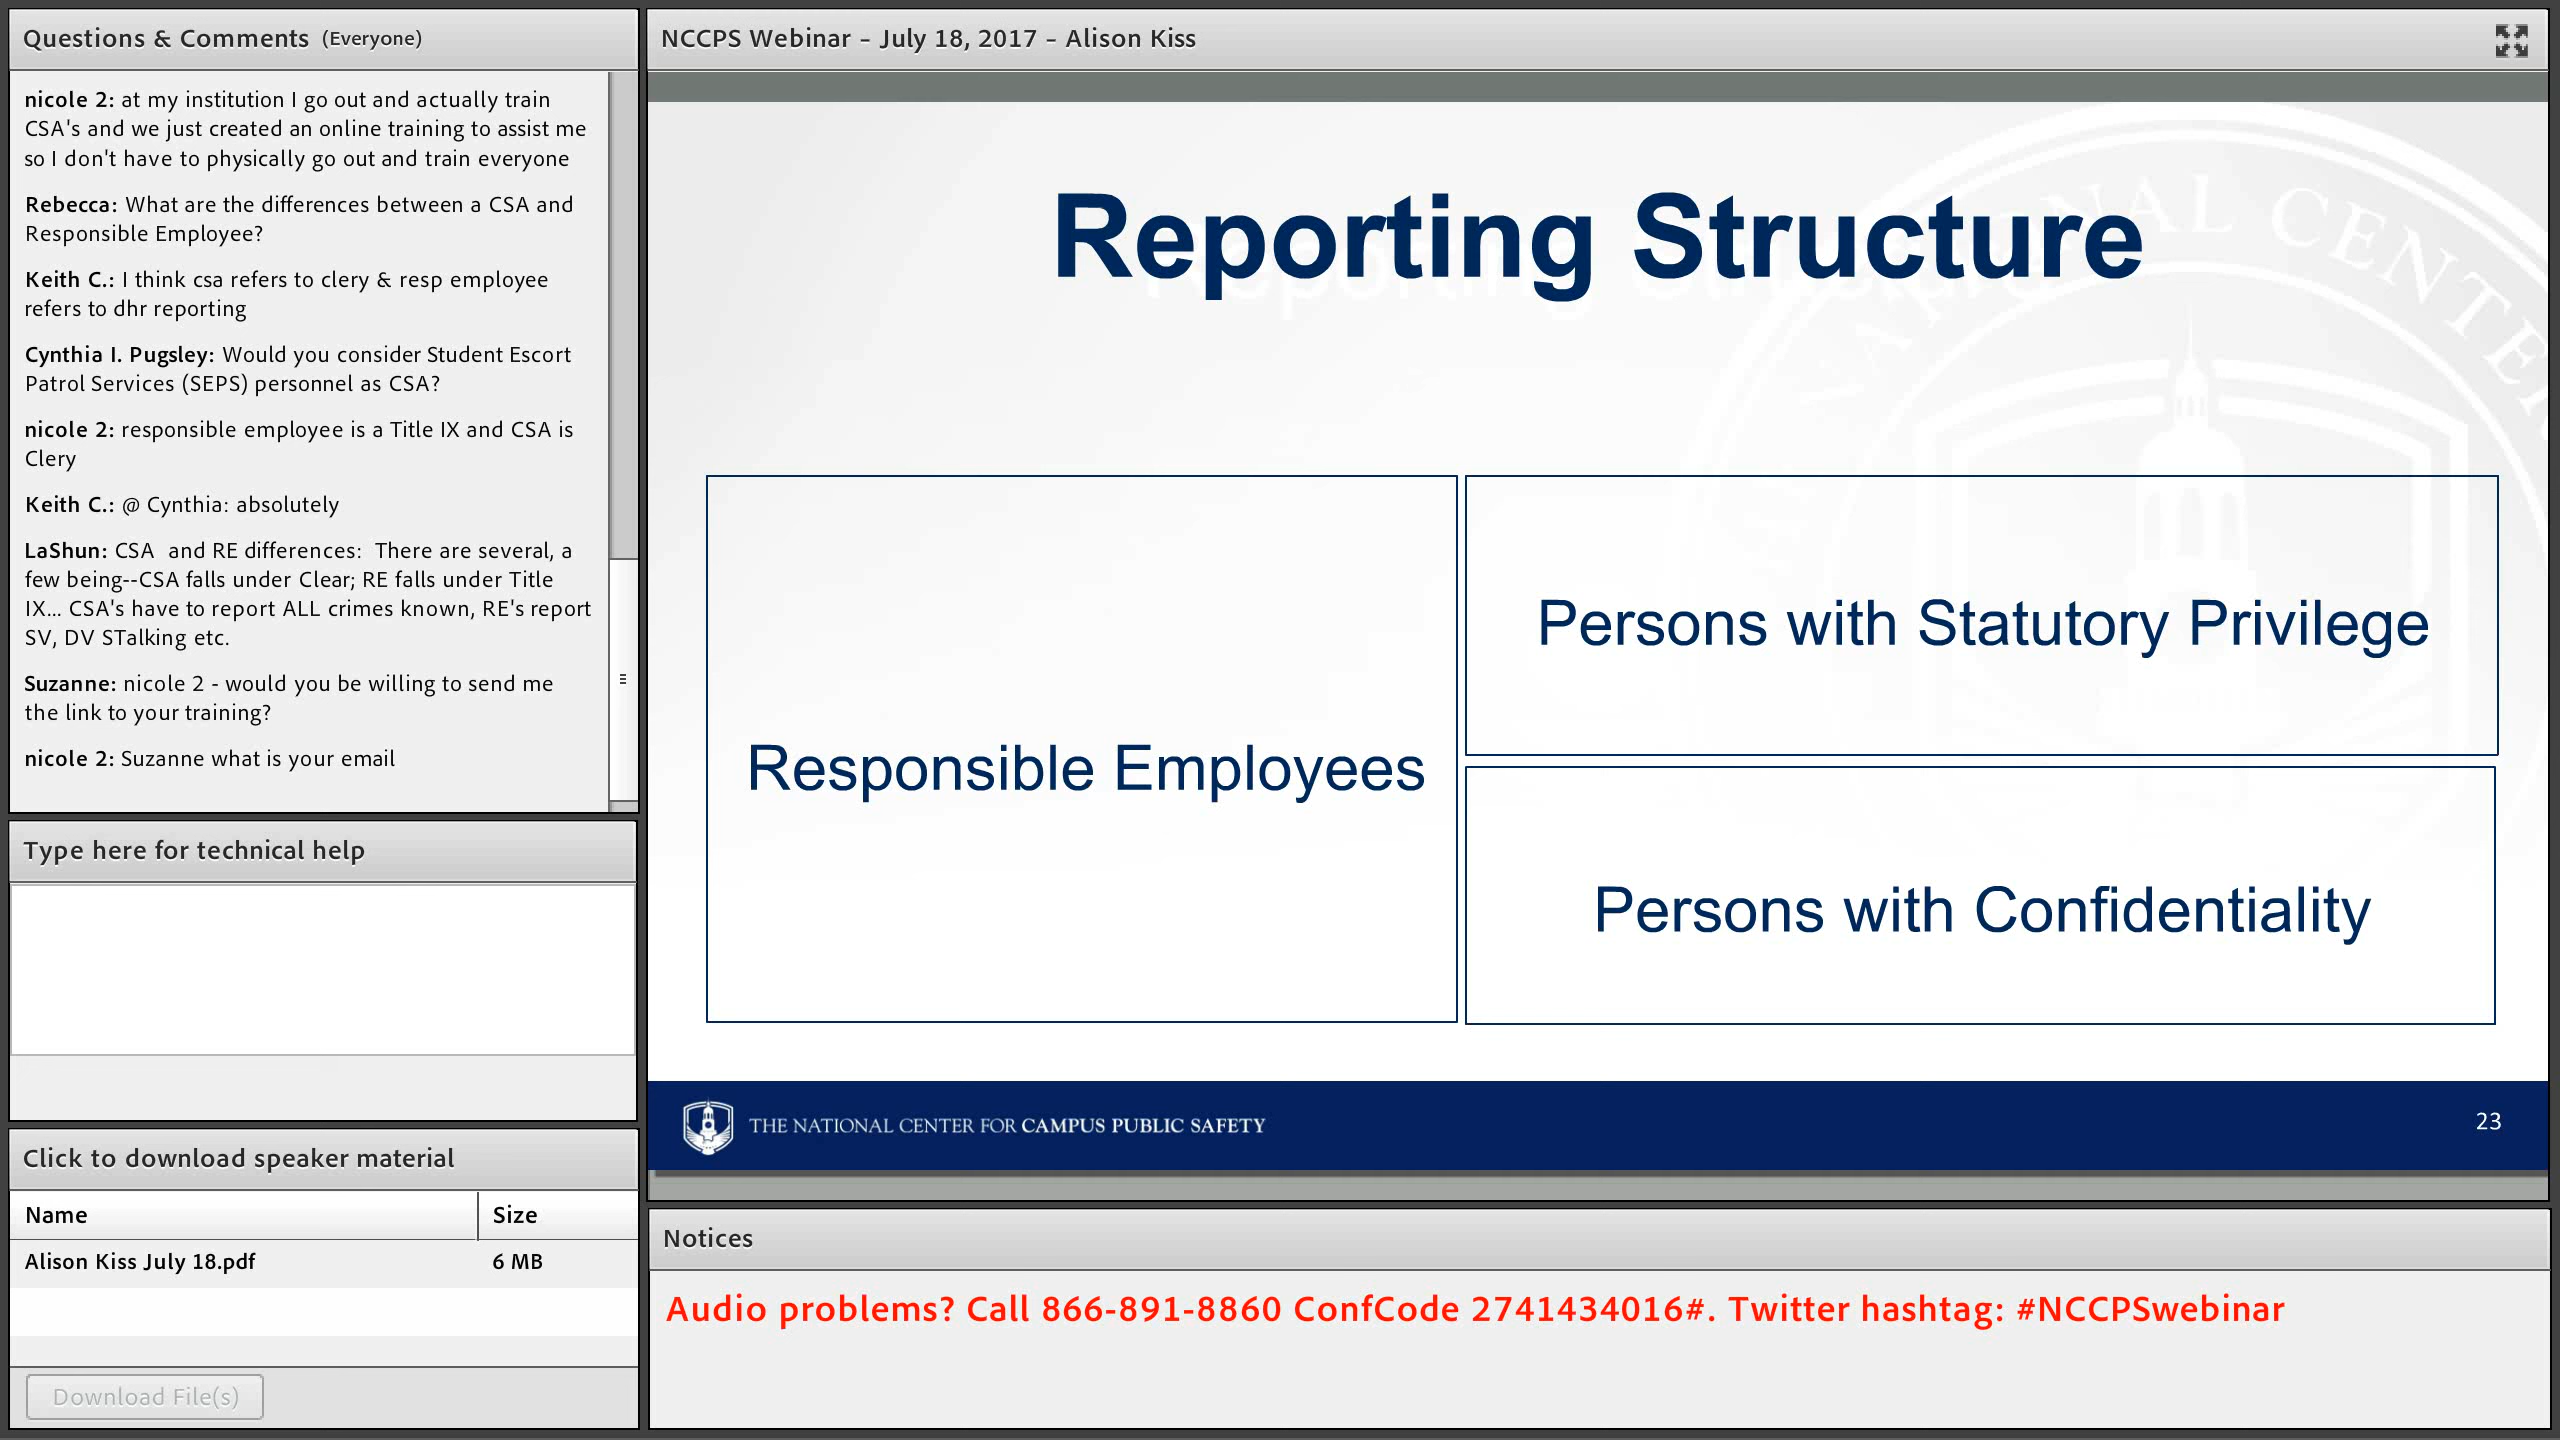 Questions & Comments (Everyone)
nicole 2: at my institution I go out and actually train
CSA's and we just created an online training to assist me
so I don't have to physically go out and train everyone
Rebecca: What are the differences between a CSA and
Responsible Employee?
Keith C.: I think csa refers to clery & resp employee
refers to dhr reporting
Cynthia I. Pugsley: Would you consider Student Escort
Patrol Services (SEPS) personnel as CSA?
nicole 2: responsible employee is a Title IX and CSA is
Clery
Keith C.: @ Cynthia: absolutely
LaShun: CSA  and RE differences:  There are several, a
few being--CSA falls under Clear; RE falls under Title
IX... CSA's have to report ALL crimes known, RE's report
SV, DV STalking etc.
Suzanne: nicole 2 - would you be willing to send me
the link to your training?
nicole 2: Suzanne what is your email
Type here for technical help
Click to download speaker material
Name Size
Alison Kiss July 18.pdf 6 MB
Download File(s)
NCCPS Webinar - July 18, 2017 - Alison Kiss
NATIONAL CENTER
Reporting Structure
Responsible Employees
Persons with Statutory Privilege
Persons with Confidentiality
THE NATIONAL CENTER FOR CAMPUS PUBLIC SAFETY
23
Notices
Audio problems? Call 866-891-8860 ConfCode 2741434016#. Twitter hashtag: #NCCPSwebinar